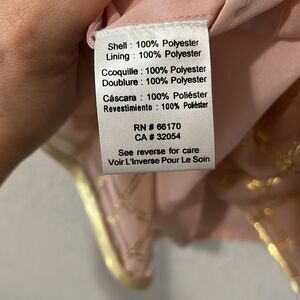 Shell : 100% Polyester
Lining : 100% Polyester
Ccoquille : 100% Polyester
Doublure : 100% Polyester
Cáscara : 100% Poliéster
Revestimiento : 100% Poliéster
RN # 66170
CA # 32054
See reverse for care
Voir L'Inverse Pour Le Soin